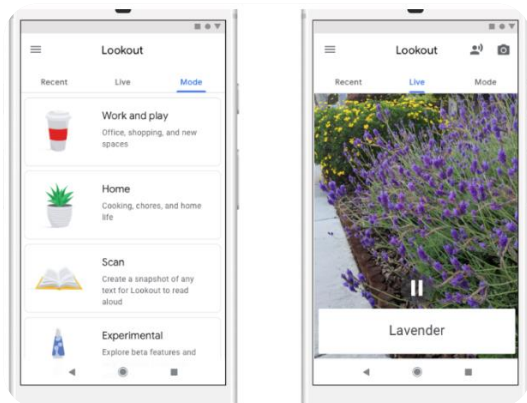 Lookout
Recent Live Mode
Work and play
Office, shopping, and new
spaces
Home
Cooking, chores, and home
life
Scan
Create a snapshot of any
text for Lookout to read
aloud
Experimental
Explore beta features and
Lookout
Recent Live Mode
Lavender